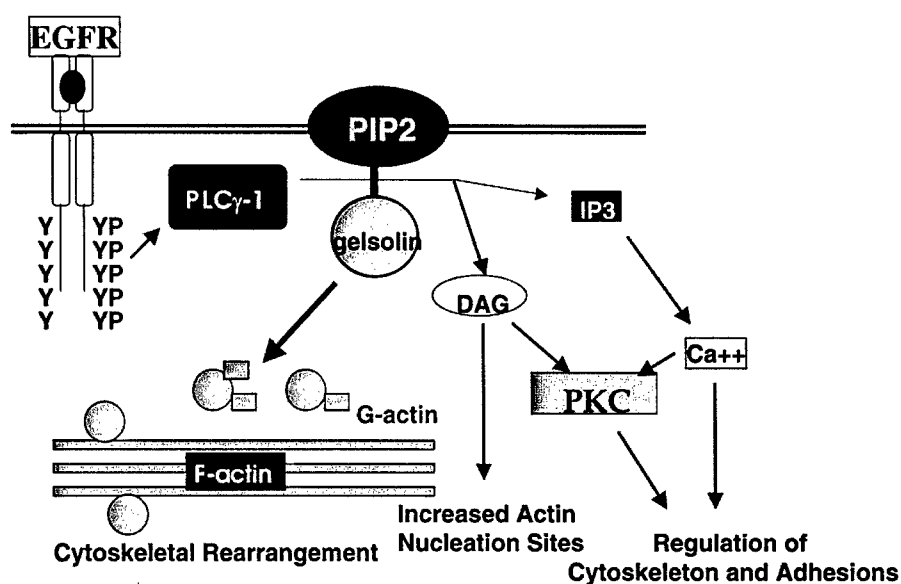 EGFR
PIP2
PLCγ-1
IP3
gelsolin
Y YP
Y YP
Y YP
Y YP
Y YP
DAG
Ca++
PKC
G-actin
F-actin
Increased Actin
Nucleation Sites
Cytoskeletal Rearrangement
Regulation of
Cytoskeleton and Adhesions